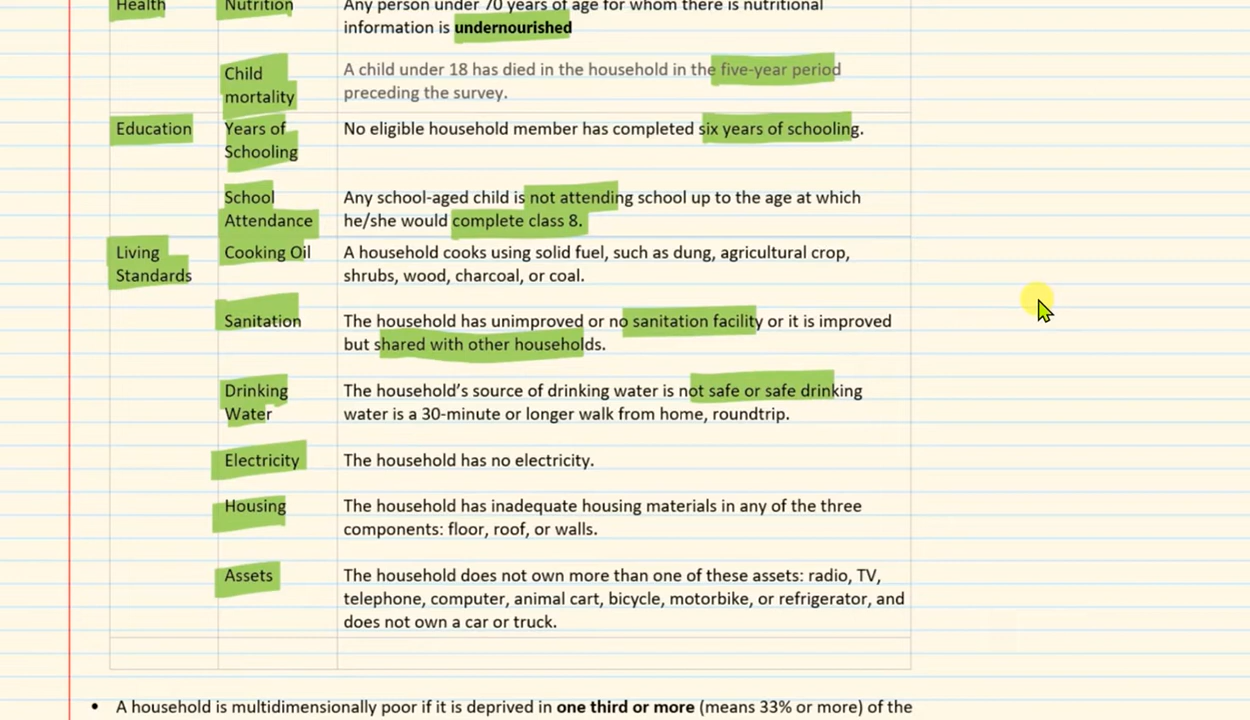 Health Nutrition Any person under 70 years of age for whom there is nutritional
information is undernourished
Child A child under 18 has died in the household in the five-year period
mortality preceding the survey.
Education Years of No eligible household member has completed six years of schooling.
Schooling
School Any school-aged child is not attending school up to the age at which
Attendance he/she would complete class 8.
Living Cooking Oil A household cooks using solid fuel, such as dung, agricultural crop,
Standards shrubs, wood, charcoal, or coal.
Sanitation The household has unimproved or no sanitation facility or it is improved
but shared with other households.
Drinking The household’s source of drinking water is not safe or safe drinking
Water water is a 30-minute or longer walk from home, roundtrip.
Electricity The household has no electricity.
Housing The household has inadequate housing materials in any of the three
components: floor, roof, or walls.
Assets The household does not own more than one of these assets: radio, TV,
telephone, computer, animal cart, bicycle, motorbike, or refrigerator, and
does not own a car or truck.
• A household is multidimensionally poor if it is deprived in one third or more (means 33% or more) of the